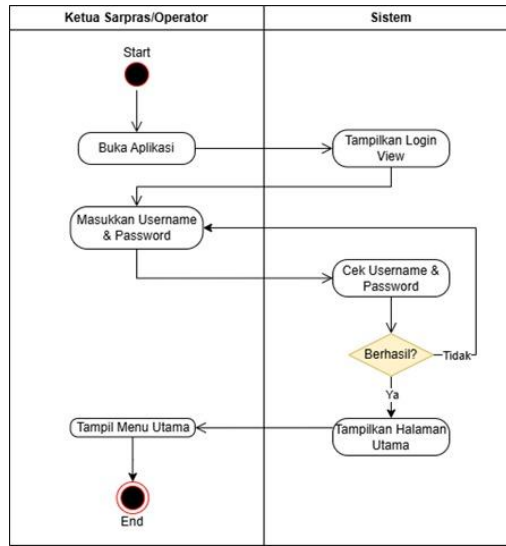 Ketua Sarpras/Operator
Sistem
Start
Buka Aplikasi
Tampilkan Login
View
Masukkan Username
& Password
Cek Username &
Password
Berhasil?
Tidak
Ya
Tampil Menu Utama
Tampilkan Halaman
Utama
End